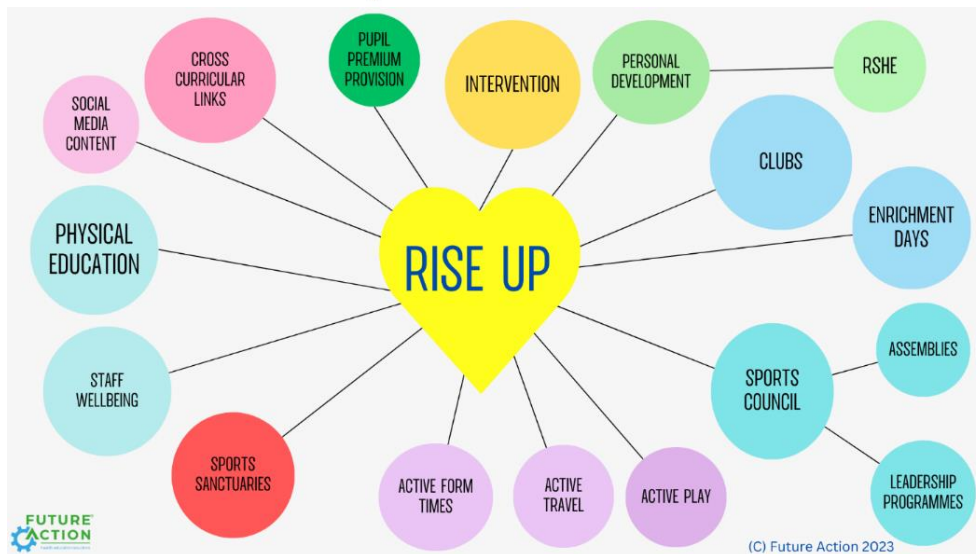 CROSS
CURRICULAR
LINKS
PUPIL
PREMIUM
PROVISION
INTERVENTION
PERSONAL
DEVELOPMENT
RSHE
SOCIAL
MEDIA
CONTENT
CLUBS
PHYSICAL
EDUCATION
RISE UP
ENRICHMENT
DAYS
STAFF
WELLBEING
SPORTS
COUNCIL
ASSEMBLIES
SPORTS
SANCTUARIES
ACTIVE FORM
TIMES
ACTIVE
TRAVEL
ACTIVE PLAY
LEADERSHIP
PROGRAMMES
FUTURE
ACTION
(C) Future Action 2023